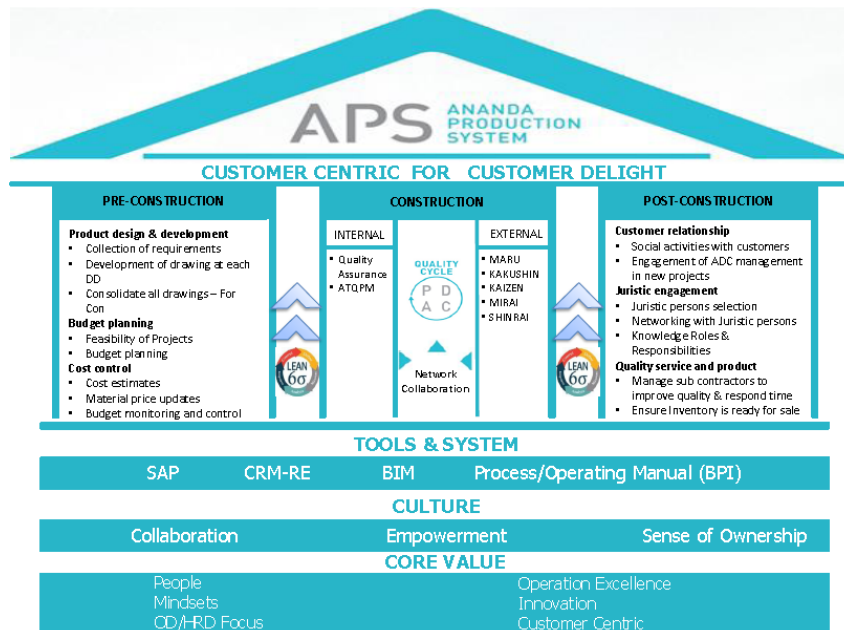 APS ANANDA
PRODUCTION
SYSTEM
CUSTOMER CENTRIC FOR CUSTOMER DELIGHT
PRE-CONSTRUCTION
Product design & development
▪ Collection of requirements
▪ Development of drawing at each
DD
▪ Consolidate all drawings – For
Con
Budget planning
▪ Feasibility of Projects
▪ Budget planning
Cost control
▪ Cost estimates
▪ Material price updates
▪ Budget monitoring and control
LEAN
6σ
CONSTRUCTION
INTERNAL
▪ Quality
Assurance
▪ ATQPM
QUALITY
CYCLE
P D
A C
Network
Collaboration
EXTERNAL
▪ MARU
▪ KAKUSHIN
▪ KAIZEN
▪ MIRAI
▪ SHINRAI
LEAN
6σ
POST-CONSTRUCTION
Customer relationship
▪ Social activities with customers
▪ Engagement of ADC management
in new projects
Juristic engagement
▪ Juristic persons selection
▪ Networking with Juristic persons
▪ Knowledge Roles &
Responsibilities
Quality service and product
▪ Manage sub contractors to
improve quality & respond time
▪ Ensure Inventory is ready for sale
TOOLS & SYSTEM
SAP CRM-RE BIM Process/Operating Manual (BPI)
CULTURE
Collaboration Empowerment Sense of Ownership
CORE VALUE
People Operation Excellence
Mindsets Innovation
OD/HRD Focus Customer Centric